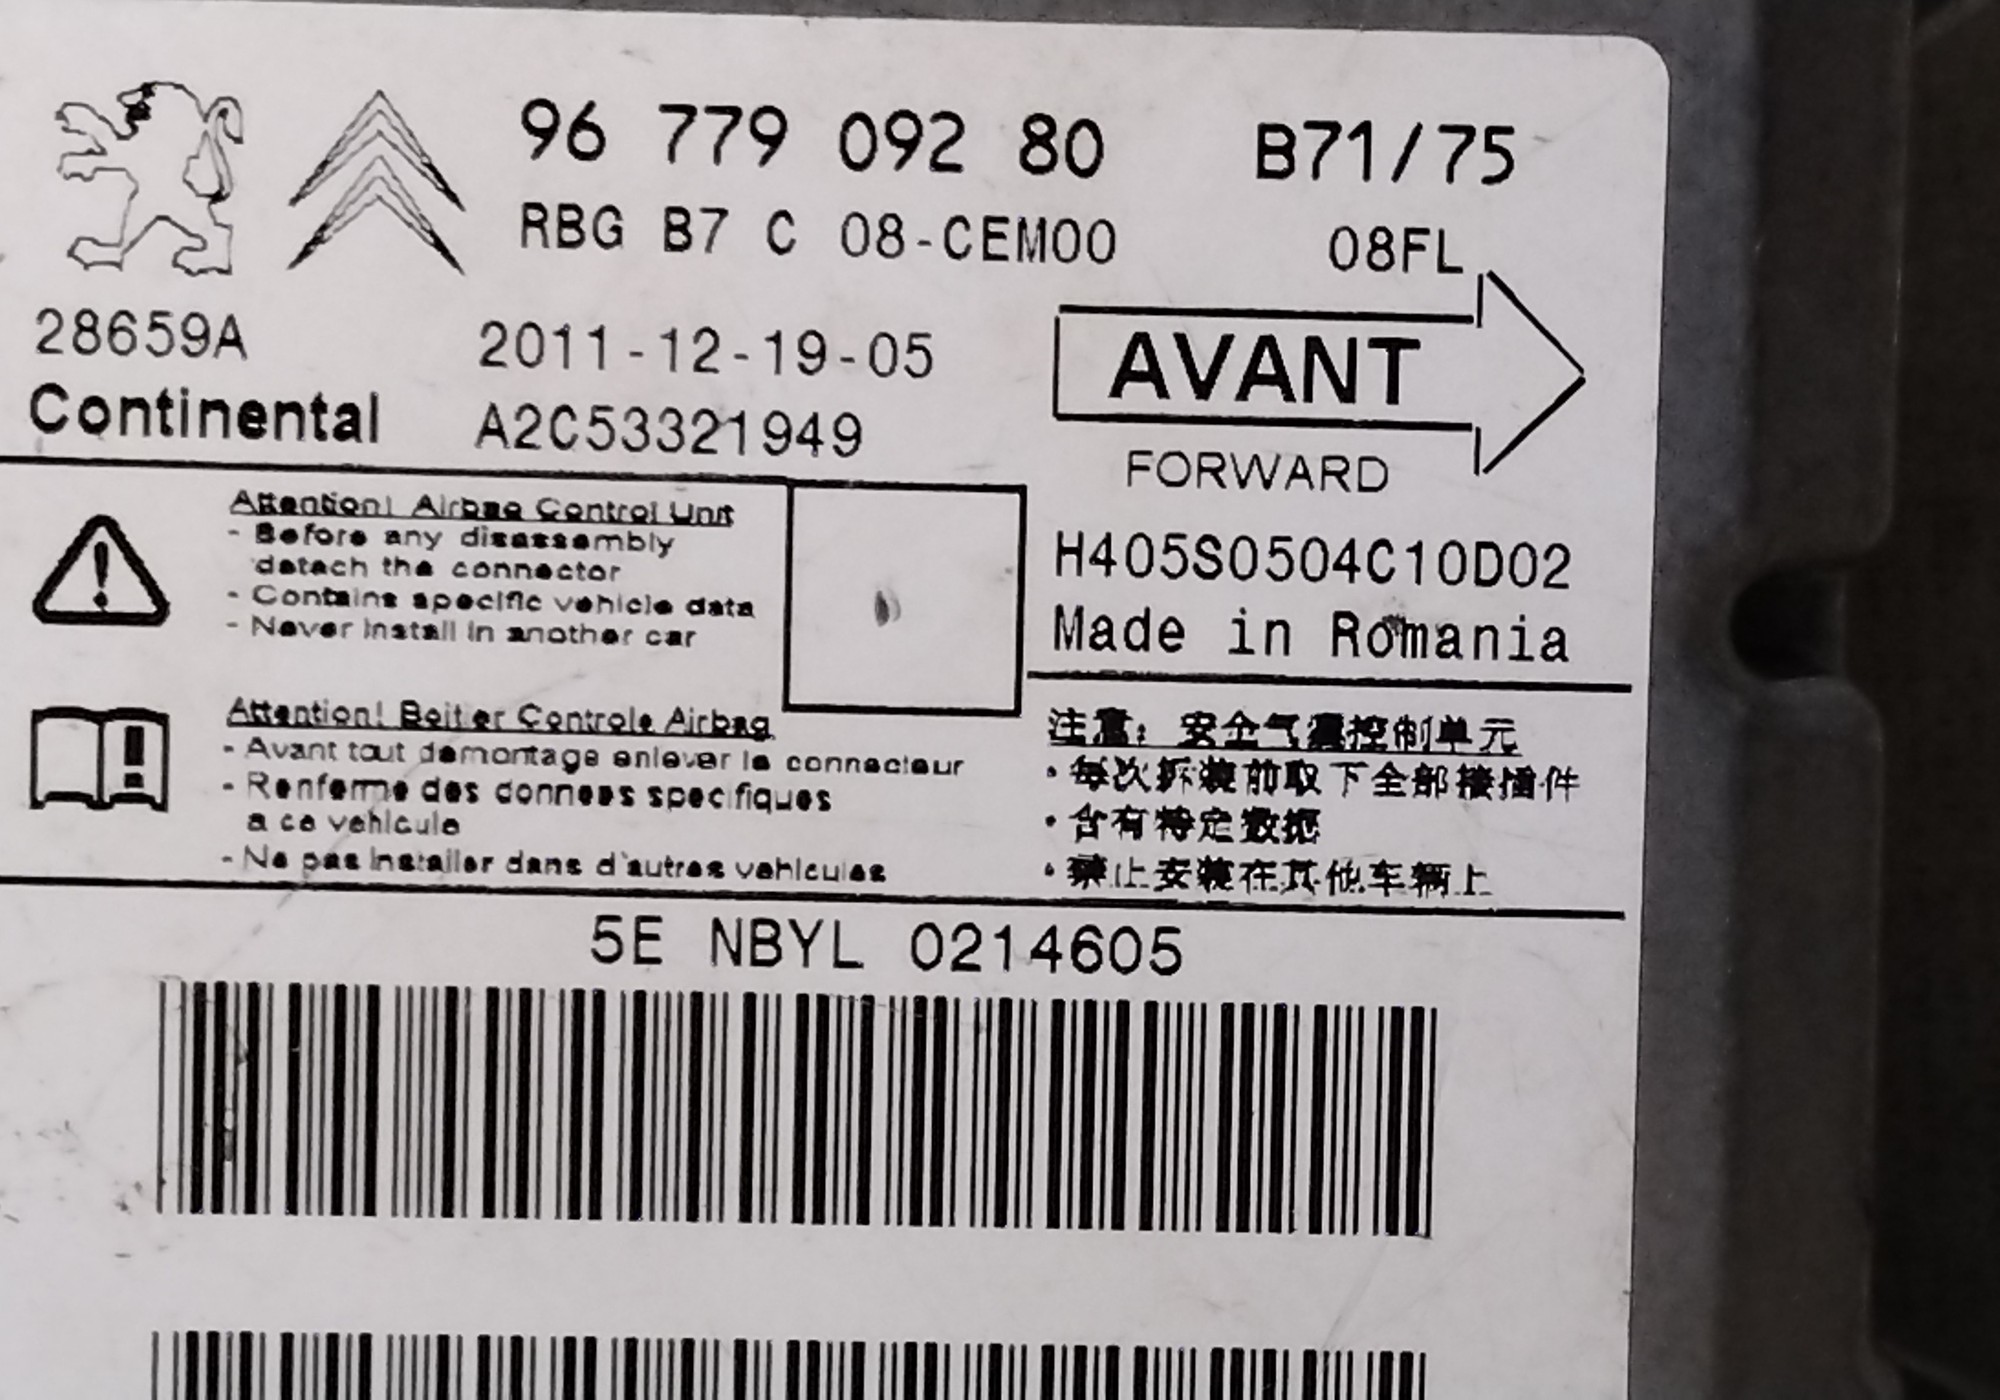 96 779 092 80 B71/75
RBG B7 C 08-CEM00 08FL
28659A 2011-12-19-05
AVANT
Continental A2C53321949
FORWARD
Attention! Airbag Control Unit
- Before any disassembly
detach the connector
- Contains specific vehicle data
- Never install in another car
H405S0504C10D02
Made in Romania
Attention! Boitier Controle Airbag
- Avant tout demontage enlever le connecteur
- Renferme des donnees specifiques
a ce vehicule
- Ne pas installer dans d'autres vehicules
注意: 安全气囊控制单元
·每次拆装前取下全部接插件
·含有特定数据
·禁止安装在其他车辆上
5E NBYL 0214605